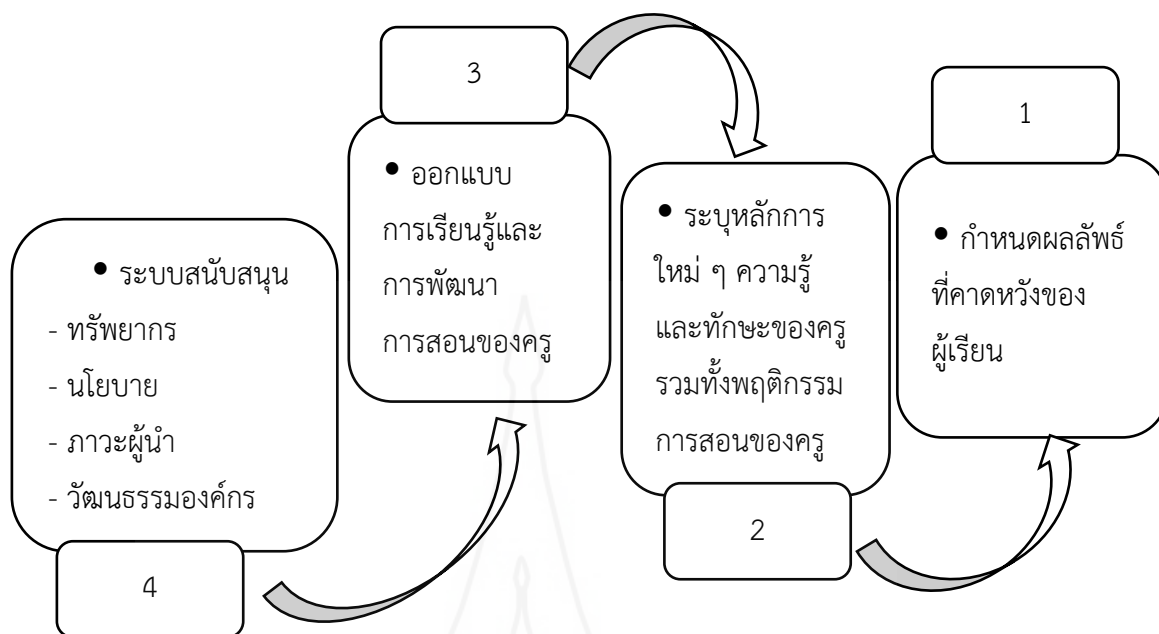 4
• ระบบสนับสนุน
- ทรัพยากร
- นโยบาย
- ภาวะผู้นำ
- วัฒนธรรมองค์กร
3
• ออกแบบ
การเรียนรู้และ
การพัฒนา
การสอนของครู
2
• ระบุหลักการ
ใหม่ ๆ ความรู้
และทักษะของครู
รวมทั้งพฤติกรรม
การสอนของครู
1
• กำหนดผลลัพธ์
ที่คาดหวังของ
ผู้เรียน